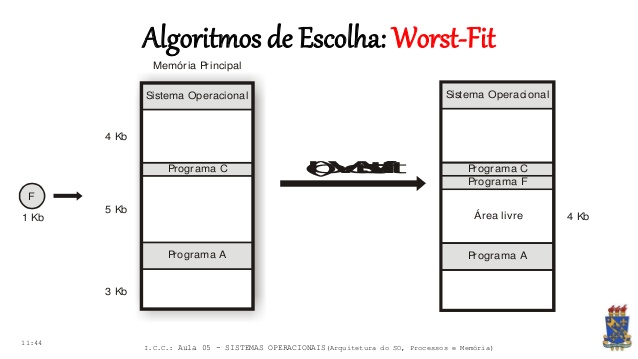 Algoritmos de Escolha: Worst-Fit
Memória Principal
Sistema Operacional
4 Kb
Programa C
F
1 Kb
5 Kb
Programa A
3 Kb
Sistema Operacional
Programa C
Programa F
Área livre
4 Kb
Programa A
11:44
I.C.C.: Aula 05 - SISTEMAS OPERACIONAIS(Arquitetura do SO, Processos e Memória)